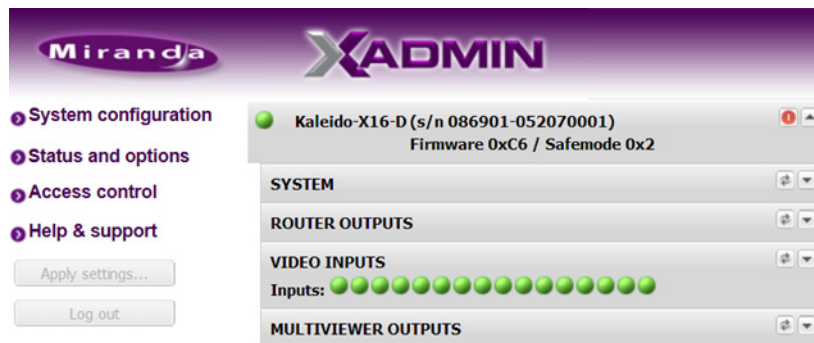 Miranda
XADMIN
System configuration
Status and options
Access control
Help & support
Apply settings...
Log out
Kaleido-X16-D (s/n 086901-052070001)
Firmware 0xC6 / Safemode 0x2
SYSTEM
ROUTER OUTPUTS
VIDEO INPUTS
Inputs:
MULTIVIEWER OUTPUTS